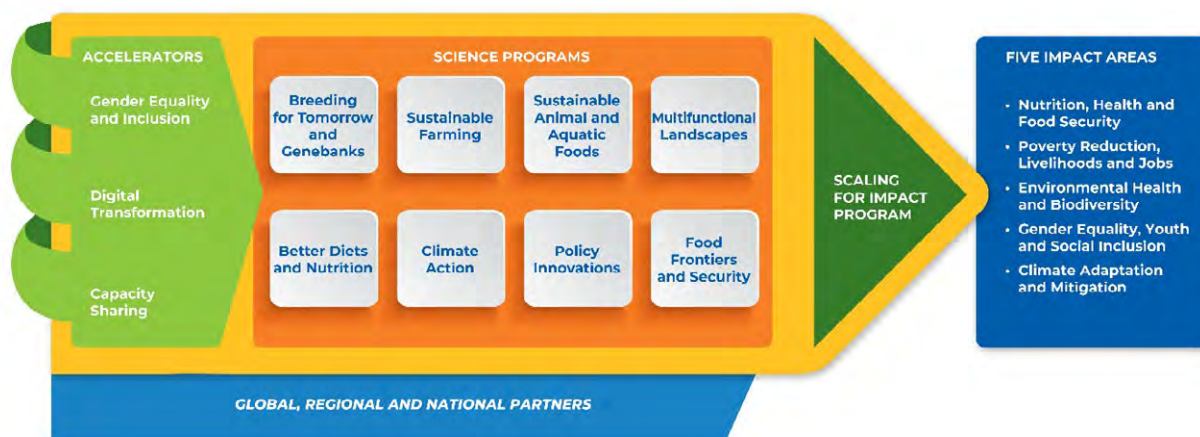 ACCELERATORS
Gender Equality
and Inclusion
Digital
Transformation
Capacity
Sharing
SCIENCE PROGRAMS
Breeding
for Tomorrow
and
Genebanks
Sustainable
Farming
Sustainable
Animal and
Aquatic
Foods
Multifunctional
Landscapes
Better Diets
and Nutrition
Climate
Action
Policy
Innovations
Food
Frontiers
and Security
SCALING
FOR IMPACT
PROGRAM
FIVE IMPACT AREAS
• Nutrition, Health and
Food Security
• Poverty Reduction,
Livelihoods and Jobs
• Environmental Health
and Biodiversity
• Gender Equality, Youth
and Social Inclusion
• Climate Adaptation
and Mitigation
GLOBAL, REGIONAL AND NATIONAL PARTNERS